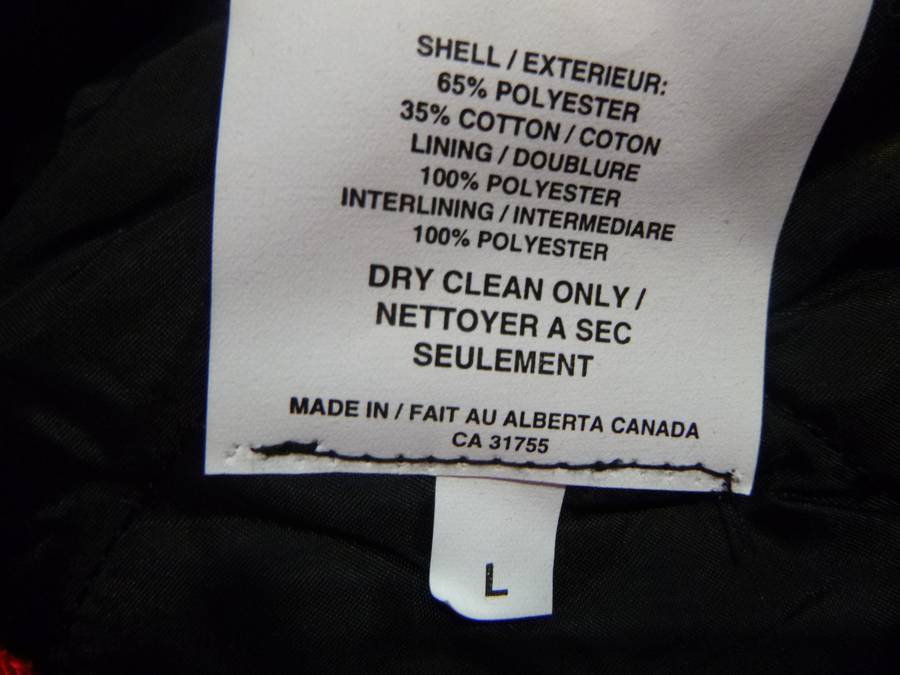 SHELL / EXTERIEUR:
65% POLYESTER
35% COTTON / COTON
LINING / DOUBLURE
100% POLYESTER
INTERLINING / INTERMEDIARE
100% POLYESTER
DRY CLEAN ONLY /
NETTOYER A SEC
SEULEMENT
MADE IN / FAIT AU ALBERTA CANADA
CA 31755
L